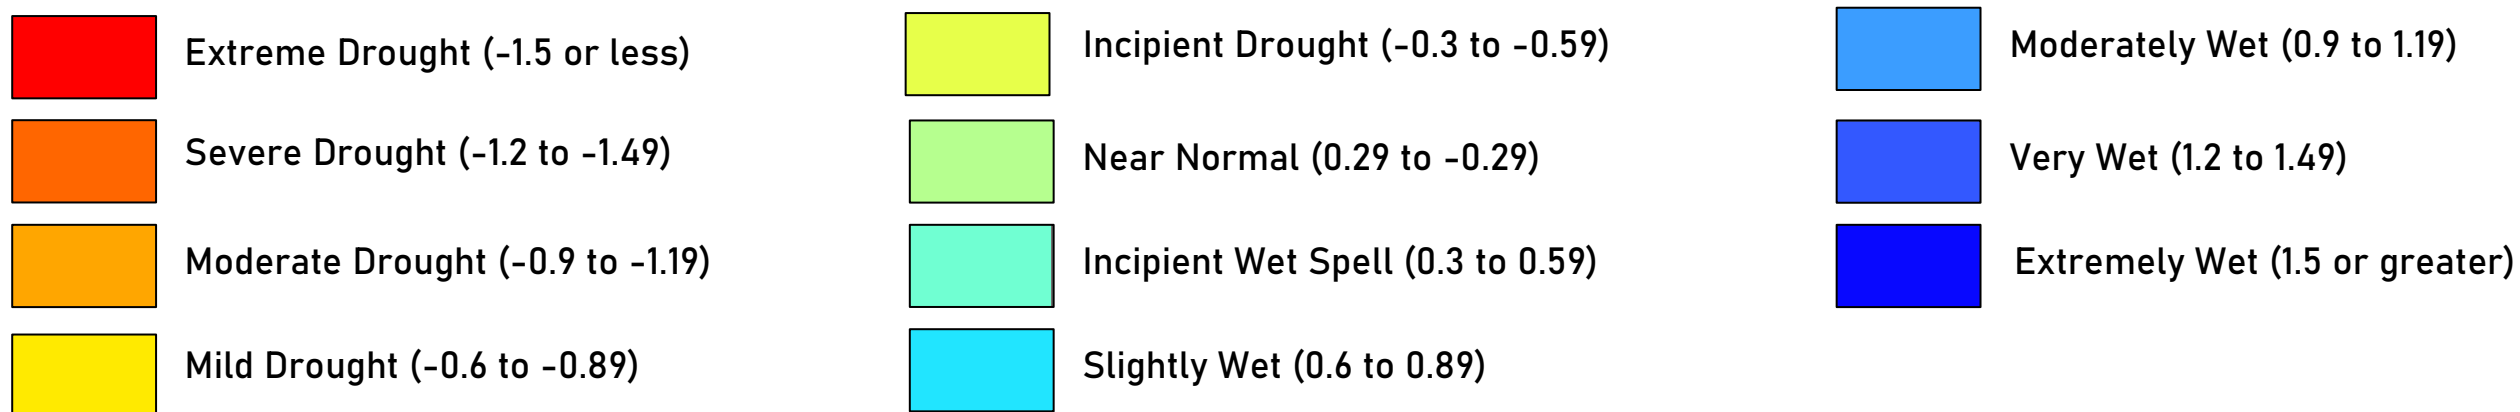 Extreme Drought (-1.5 or less)
Severe Drought (-1.2 to -1.49)
Moderate Drought (-0.9 to -1.19)
Mild Drought (-0.6 to -0.89)
Incipient Drought (-0.3 to -0.59)
Near Normal (0.29 to -0.29)
Incipient Wet Spell (0.3 to 0.59)
Slightly Wet (0.6 to 0.89)
Moderately Wet (0.9 to 1.19)
Very Wet (1.2 to 1.49)
Extremely Wet (1.5 or greater)